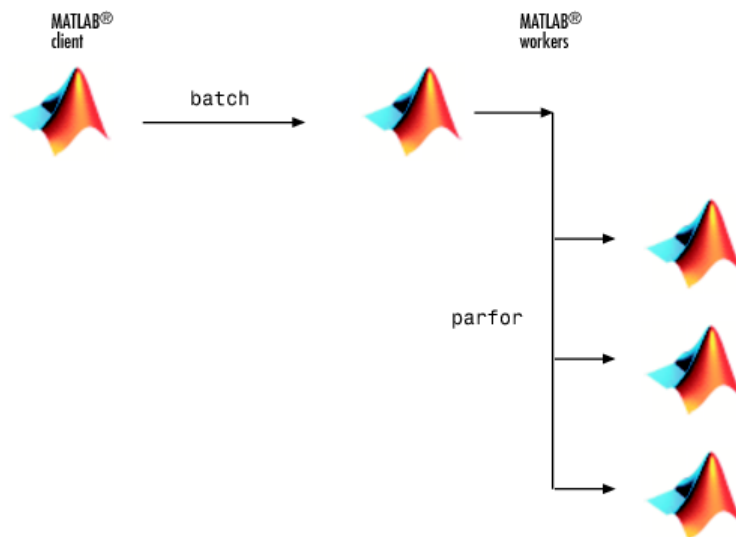 MATLAB®
client
MATLAB®
workers
batch
parfor